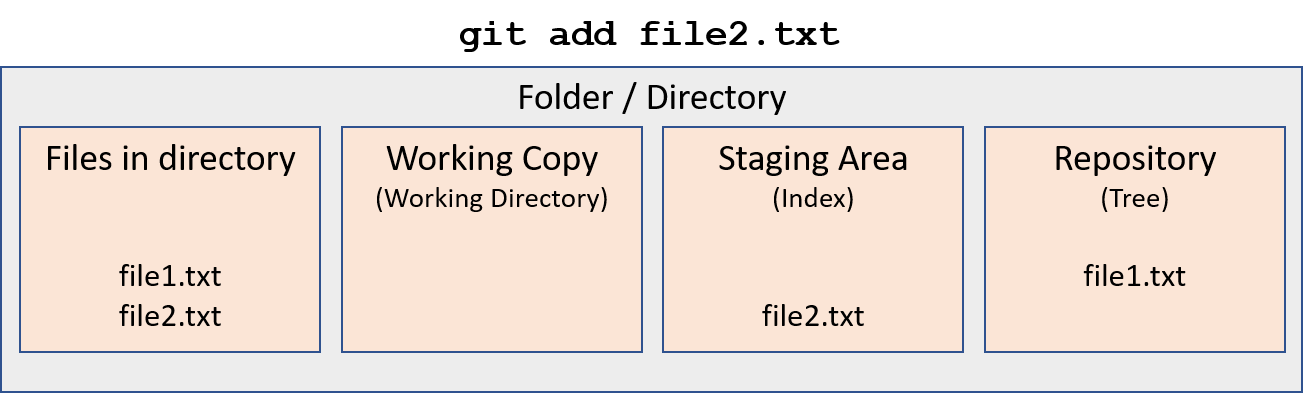 git add file2.txt
Folder / Directory
Files in directory
file1.txt
file2.txt
Working Copy
(Working Directory)
Staging Area
(Index)
file2.txt
Repository
(Tree)
file1.txt